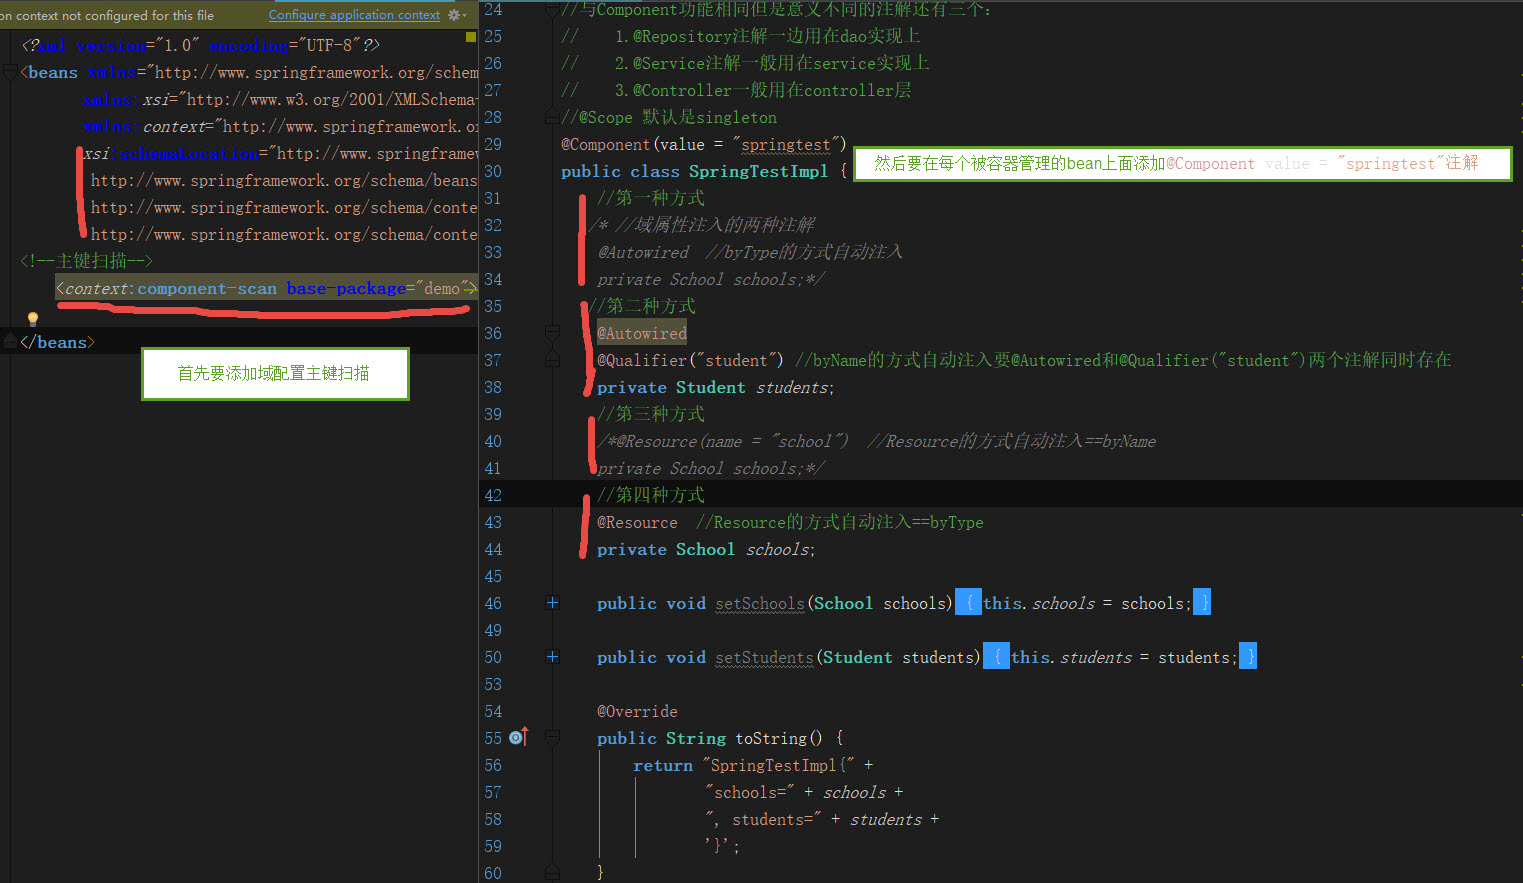 on context not configured for this file
Configure application context
<?xml version="1.0" encoding="UTF-8"?>
<beans xmlns="http://www.springframework.org/schem
xmlns:xsi="http://www.w3.org/2001/XMLSchema-
xmlns:context="http://www.springframework.o
xsi:schemaLocation="http://www.springframew
http://www.springframework.org/schema/beans
http://www.springframework.org/schema/conte
http://www.springframework.org/schema/conte
<!--主键扫描-->
<context:component-scan base-package="demo"
</beans>
首先要添加域配置主键扫描
24 //与Component功能相同但是意义不同的注解还有三个:
25 // 1.@Repository注解一边用在dao实现上
26 // 2.@Service注解一般用在service实现上
27 // 3.@Controller一般用在controller层
28 //@Scope 默认是singleton
29 @Component(value = "springtest")
30 public class SpringTestImpl {
然后要在每个被容器管理的bean上面添加@Component value = "springtest"注解
31 //第一种方式
32 /* //域属性注入的两种注解
33 @Autowired //byType的方式自动注入
34 private School schools;*/
35 //第二种方式
36 @Autowired
37 @Qualifier("student") //byName的方式自动注入要@Autowired和@Qualifier("student")两个注解同时存在
38 private Student students;
39 //第三种方式
40 /*@Resource(name = "school") //Resource的方式自动注入==byName
41 private School schools;*/
42 //第四种方式
43 @Resource //Resource的方式自动注入==byType
44 private School schools;
45
46 public void setSchools(School schools) { this.schools = schools; }
49
50 public void setStudents(Student students) { this.students = students; }
53
54 @Override
55 public String toString() {
56 return "SpringTestImpl{" +
57 "schools=" + schools +
58 ", students=" + students +
59 '}';
60 }